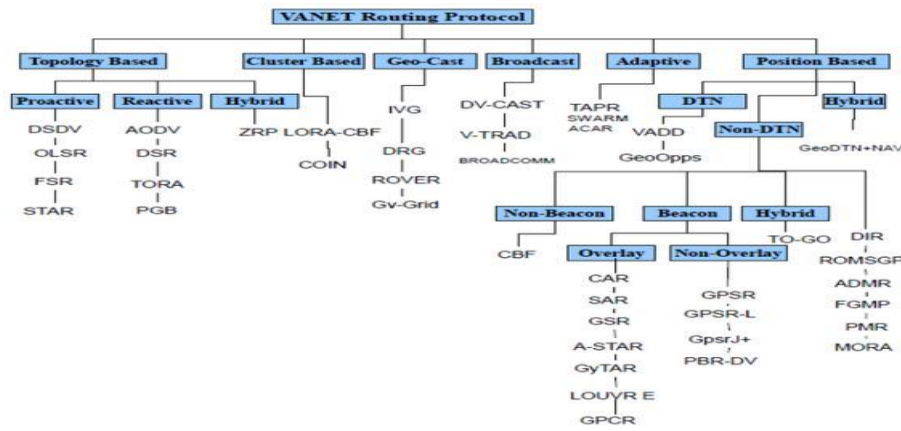 VANET Routing Protocol
Topology Based
Cluster Based
Geo-Cast
Broadcast
Adaptive
Position Based
Proactive
Reactive
Hybrid
DSDV
OLSR
FSR
STAR
AODV
DSR
TORA
PGB
ZRP
LORA-CBF
COIN
IVG
DRG
ROVER
Gv-Grid
DV-CAST
V-TRAD
BROADCOMM
TAPR
SWARM
ACAR
DTN
Non-DTN
Hybrid
VADD
GeoOpps
GeoDTN+NAV
Non-Beacon
Beacon
Hybrid
CBF
Overlay
Non-Overlay
TO-GO
CAR
SAR
GSR
A-STAR
GyTAR
LOUVR E
GPCR
GPSR
GPSR-L
GpsrJ+
PBR-DV
DIR
ROMSGP
ADMR
FGMP
PMR
MORA